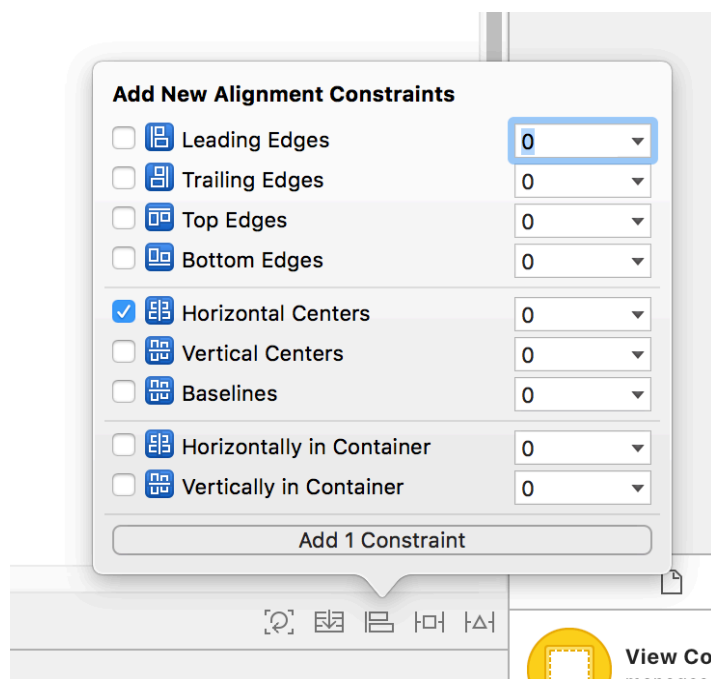 Add New Alignment Constraints
Leading Edges 0
Trailing Edges 0
Top Edges 0
Bottom Edges 0
Horizontal Centers 0
Vertical Centers 0
Baselines 0
Horizontally in Container 0
Vertically in Container 0
Add 1 Constraint
View Co